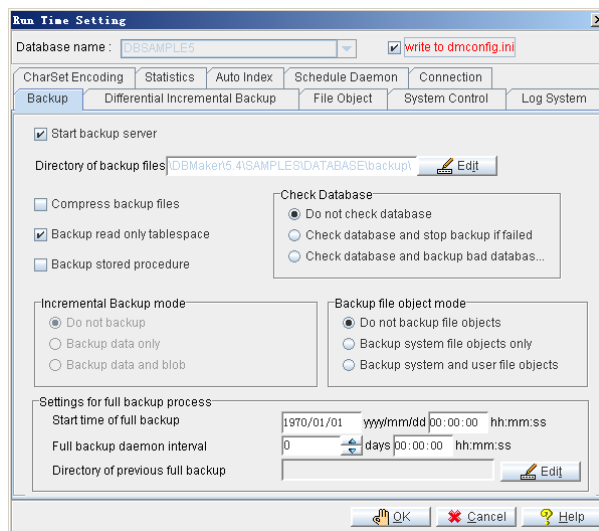 Run Time Setting
Database name : DBSAMPLE5 write to dmconfig.ini
CharSet Encoding Statistics Auto Index Schedule Daemon Connection
Backup Differential Incremental Backup File Object System Control Log System
Start backup server
Directory of backup files \DBMaker\5.4\SAMPLES\DATABASE\backup\ Edit
Compress backup files
Backup read only tablespace
Backup stored procedure
Check Database
Do not check database
Check database and stop backup if failed
Check database and backup bad databas...
Incremental Backup mode
Do not backup
Backup data only
Backup data and blob
Backup file object mode
Do not backup file objects
Backup system file objects only
Backup system and user file objects
Settings for full backup process
Start time of full backup 1970/01/01 yyyy/mm/dd 00:00:00 hh:mm:ss
Full backup daemon interval 0 days 00:00:00 hh:mm:ss
Directory of previous full backup Edit
OK Cancel Help